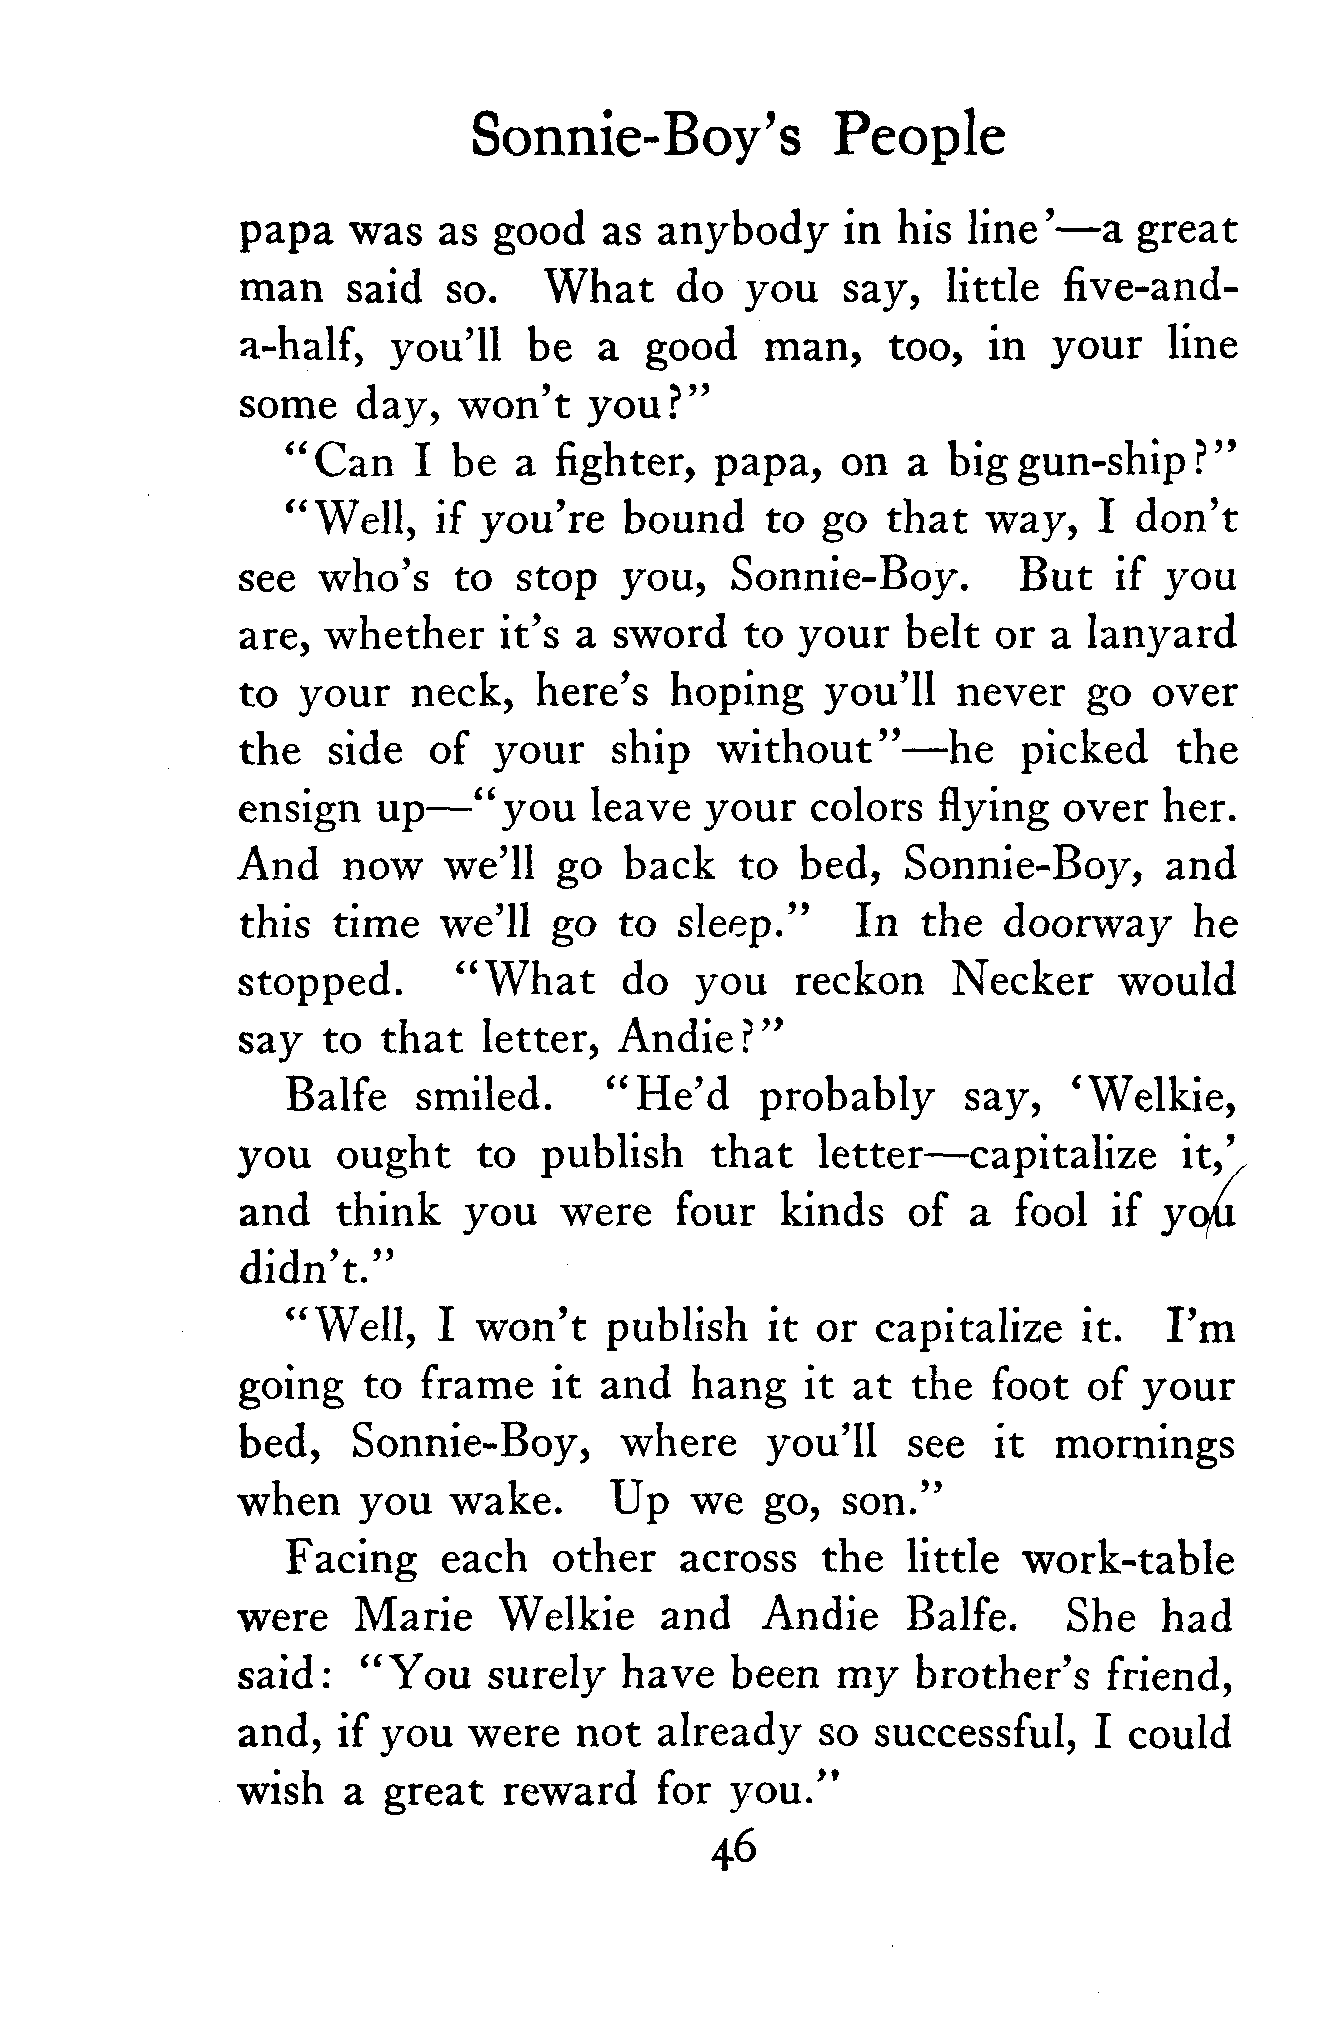 Sonnie-Boy's People
papa was as good as anybody in his line'—a great
man said so. What do you say, little five-and-
a-half, you'll be a good man, too, in your line
some day, won't you?"
"Can I be a fighter, papa, on a big gun-ship?"
"Well, if you're bound to go that way, I don't
see who's to stop you, Sonnie-Boy. But if you
are, whether it's a sword to your belt or a lanyard
to your neck, here's hoping you'll never go over
the side of your ship without"—he picked the
ensign up—"you leave your colors flying over her.
And now we'll go back to bed, Sonnie-Boy, and
this time we'll go to sleep." In the doorway he
stopped. "What do you reckon Necker would
say to that letter, Andie?"
Balfe smiled. "He'd probably say, 'Welkie,
you ought to publish that letter—capitalize it,'
and think you were four kinds of a fool if you
didn't."
"Well, I won't publish it or capitalize it. I'm
going to frame it and hang it at the foot of your
bed, Sonnie-Boy, where you'll see it mornings
when you wake. Up we go, son."
Facing each other across the little work-table
were Marie Welkie and Andie Balfe. She had
said: "You surely have been my brother's friend,
and, if you were not already so successful, I could
wish a great reward for you."
46